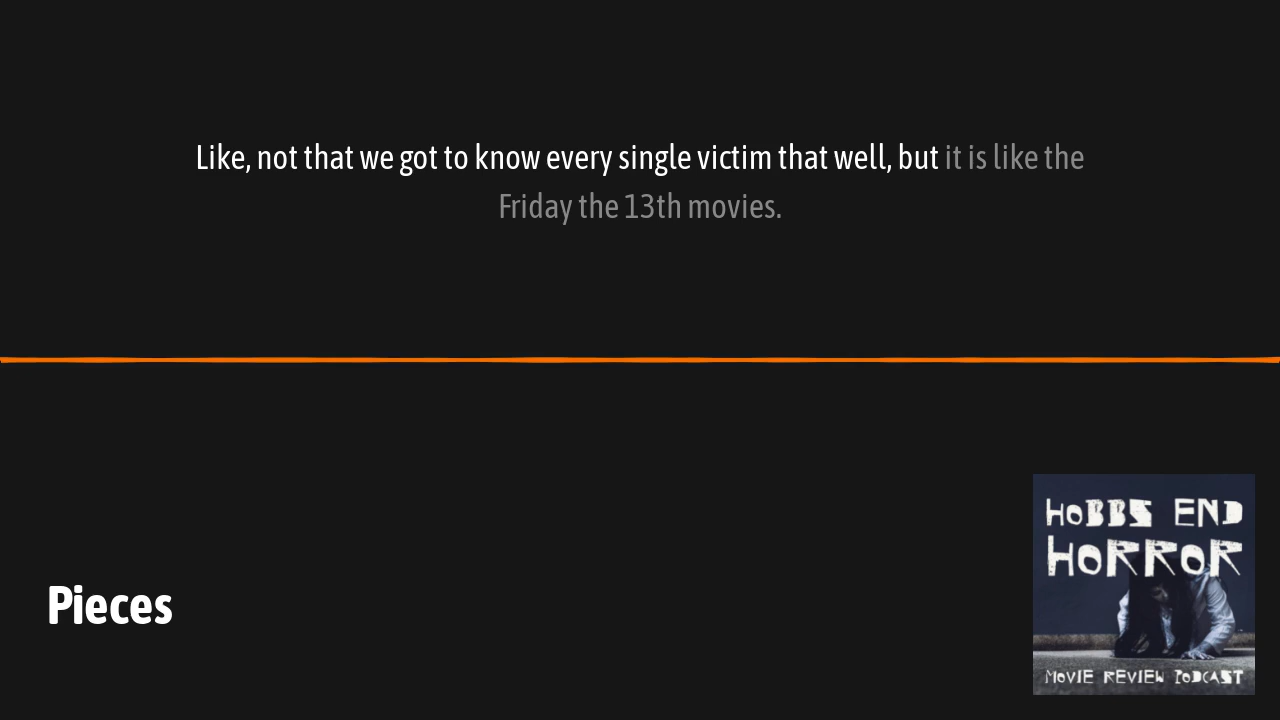 Like, not that we got to know every single victim that well, but it is like the
Friday the 13th movies.
Pieces
HOBBS END
HORROR
MOVIE REVIEW PODCAST